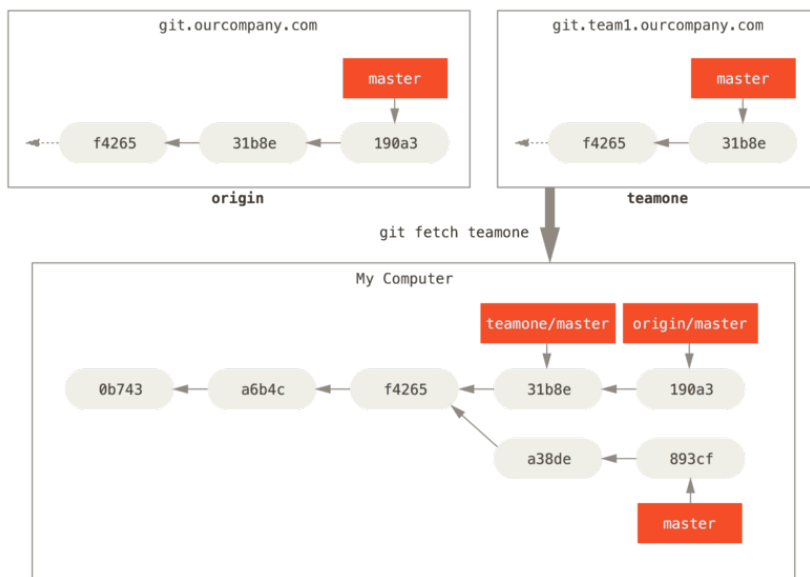 git.ourcompany.com
master
f4265 31b8e 190a3
origin
git.team1.ourcompany.com
master
f4265 31b8e
teamone
git fetch teamone
My Computer
teamone/master origin/master
0b743 a6b4c f4265 31b8e 190a3
a38de 893cf
master